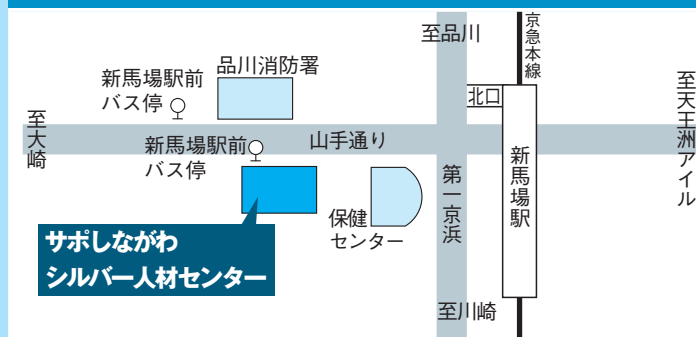 至品川
京急本線
品川消防署
新馬場駅前
バス停
北口
至天王洲アイル
至大崎
山手通り
新馬場駅前
バス停
新馬場駅
第一京浜
保健
センター
サポしながわ
シルバー人材センター
至川崎